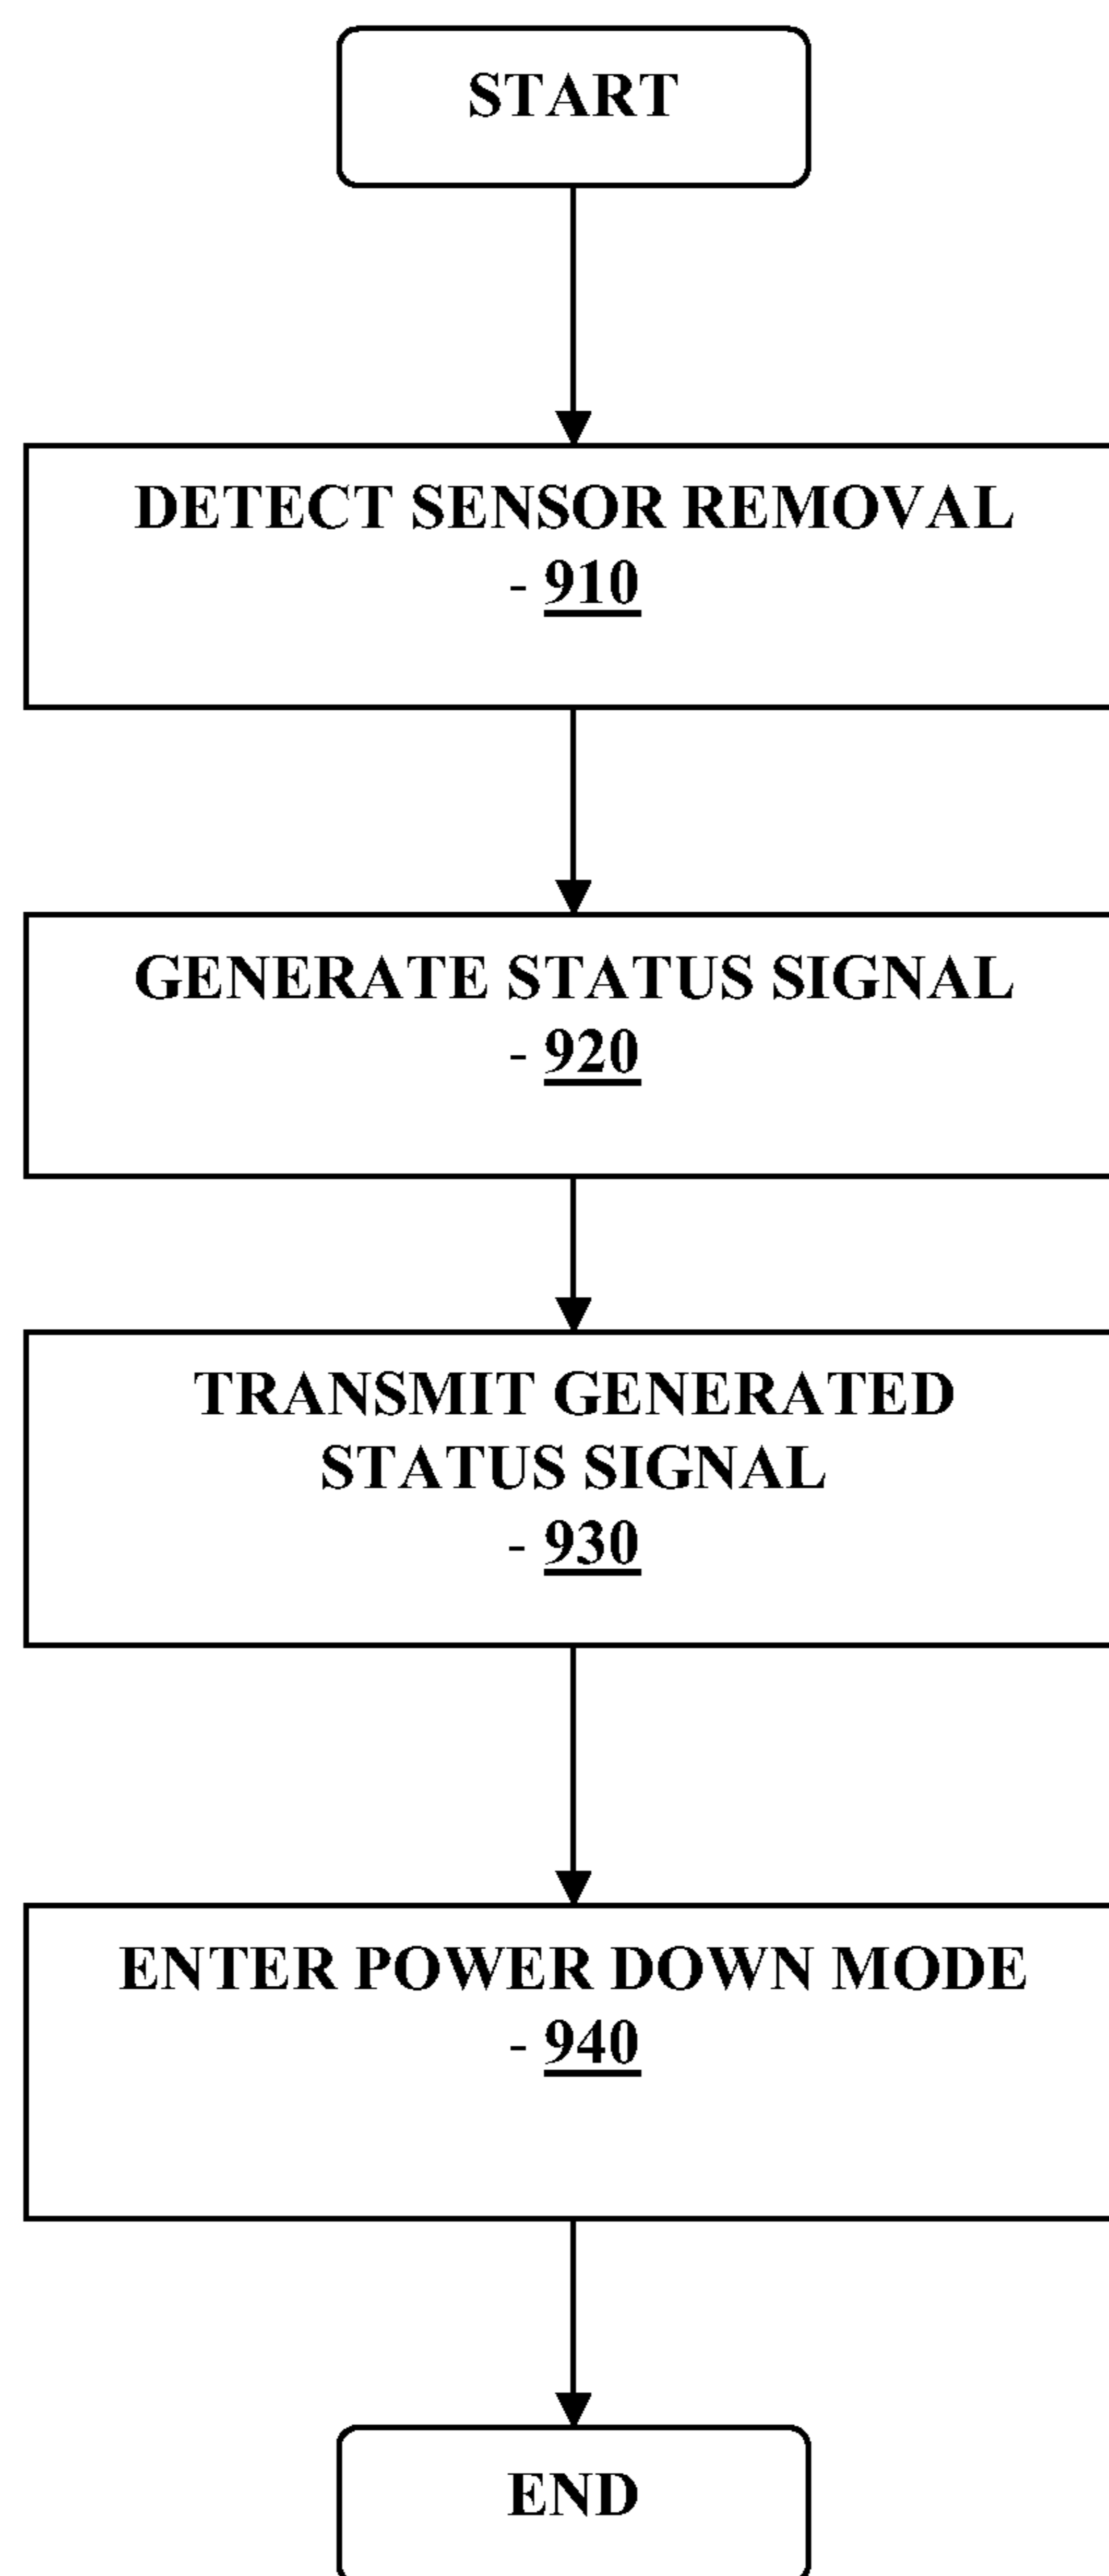 START
DETECT SENSOR REMOVAL
- 910
GENERATE STATUS SIGNAL
- 920
TRANSMIT GENERATED
STATUS SIGNAL
- 930
ENTER POWER DOWN MODE
- 940
END